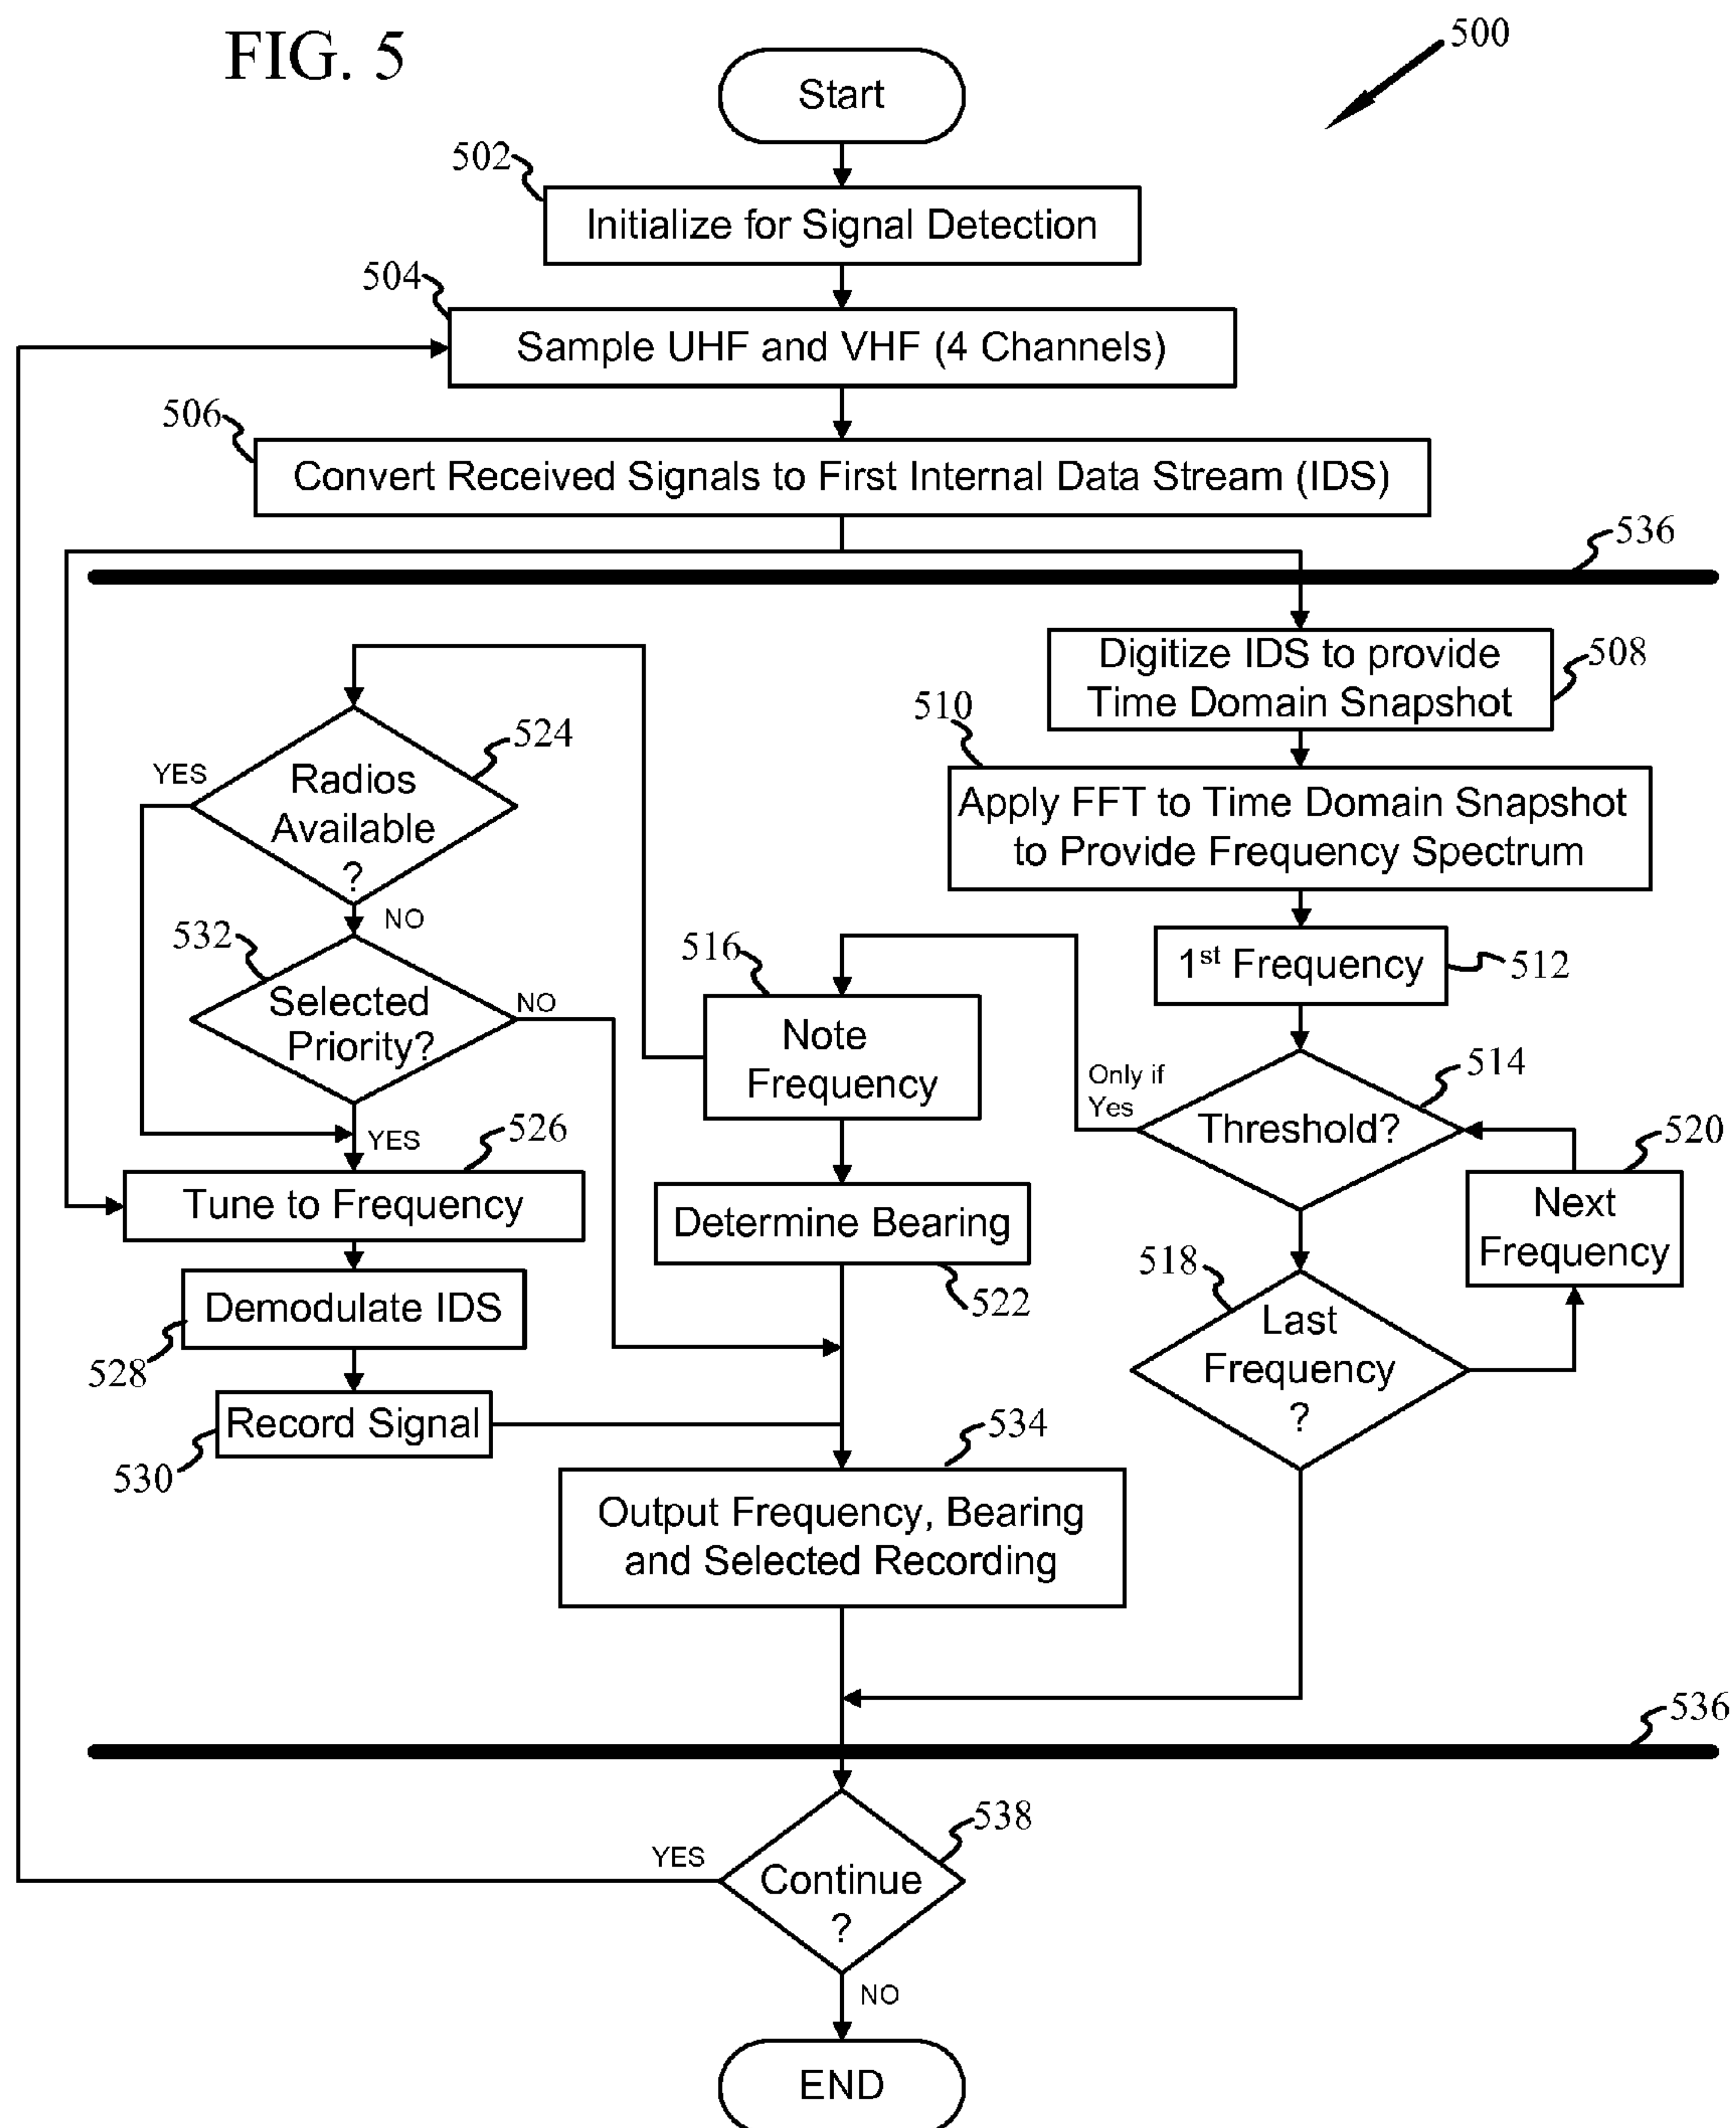 FIG. 5
500
Start
502
Initialize for Signal Detection
504
Sample UHF and VHF (4 Channels)
506
Convert Received Signals to First Internal Data Stream (IDS)
536
Digitize IDS to provide
Time Domain Snapshot
508
510
Apply FFT to Time Domain Snapshot
to Provide Frequency Spectrum
524
YES
Radios
Available
?
NO
532
Selected
Priority?
NO
YES
516
Note
Frequency
1st Frequency
512
Only if
Yes
514
Threshold?
520
Next
Frequency
526
Tune to Frequency
Determine Bearing
522
518
Last
Frequency
?
Demodulate IDS
528
Record Signal
530
534
Output Frequency, Bearing
and Selected Recording
536
538
YES
Continue
?
NO
END